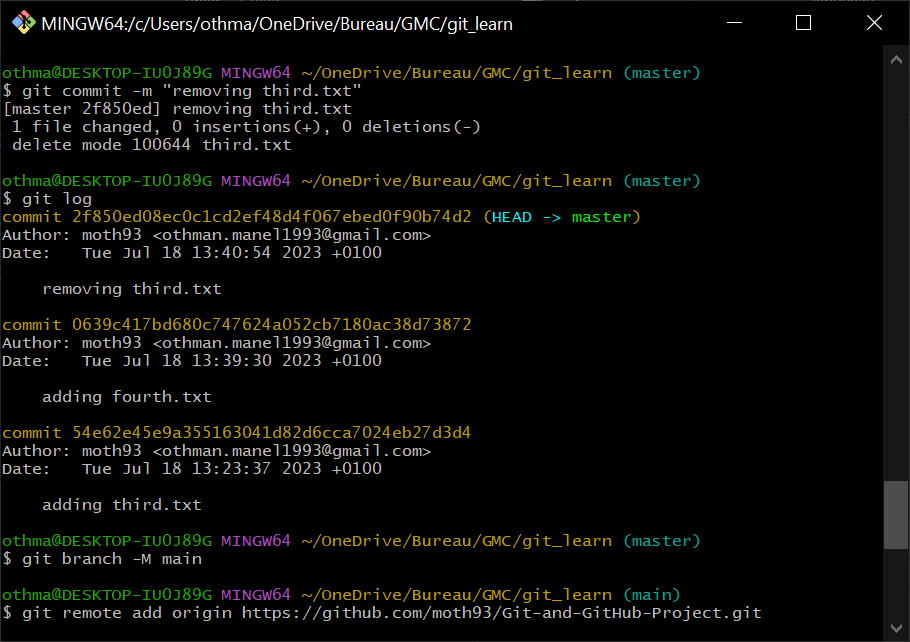 MINGW64:/c/Users/othma/OneDrive/Bureau/GMC/git_learn
othma@DESKTOP-IU0J89G MINGW64 ~/OneDrive/Bureau/GMC/git_learn (master)
$ git commit -m "removing third.txt"
[master 2f850ed] removing third.txt
 1 file changed, 0 insertions(+), 0 deletions(-)
 delete mode 100644 third.txt
othma@DESKTOP-IU0J89G MINGW64 ~/OneDrive/Bureau/GMC/git_learn (master)
$ git log
commit 2f850ed08ec0c1cd2ef48d4f067ebed0f90b74d2 (HEAD -> master)
Author: moth93 <othman.manel1993@gmail.com>
Date:   Tue Jul 18 13:40:54 2023 +0100
    removing third.txt
commit 0639c417bd680c747624a052cb7180ac38d73872
Author: moth93 <othman.manel1993@gmail.com>
Date:   Tue Jul 18 13:39:30 2023 +0100
    adding fourth.txt
commit 54e62e45e9a355163041d82d6cca7024eb27d3d4
Author: moth93 <othman.manel1993@gmail.com>
Date:   Tue Jul 18 13:23:37 2023 +0100
    adding third.txt
othma@DESKTOP-IU0J89G MINGW64 ~/OneDrive/Bureau/GMC/git_learn (master)
$ git branch -M main
othma@DESKTOP-IU0J89G MINGW64 ~/OneDrive/Bureau/GMC/git_learn (main)
$ git remote add origin https://github.com/moth93/Git-and-GitHub-Project.git